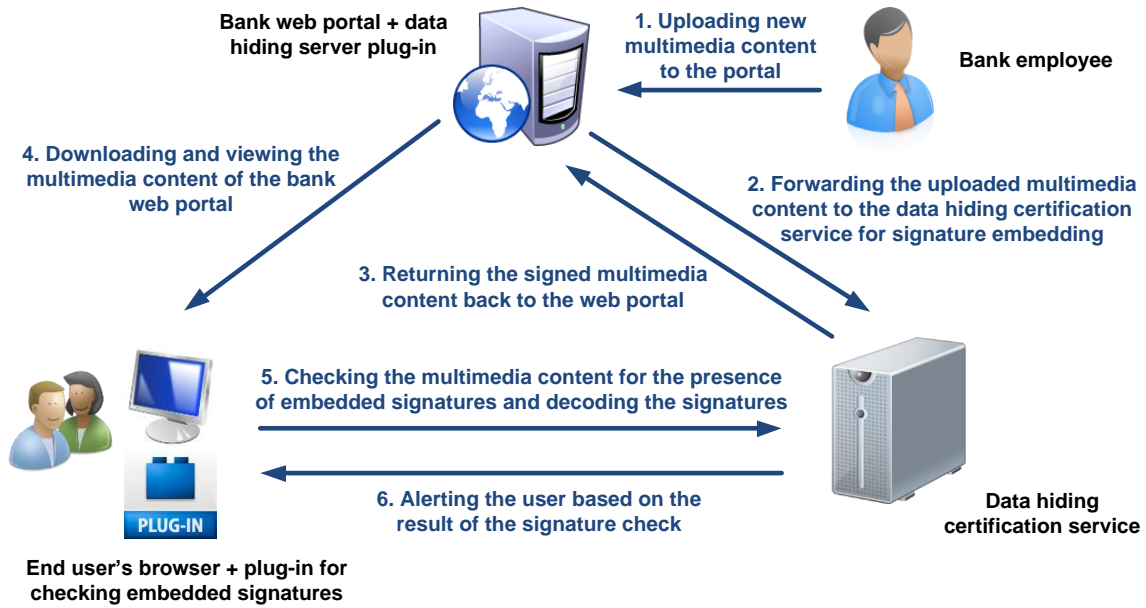 Bank web portal + data
hiding server plug-in
1. Uploading new
multimedia content
to the portal
Bank employee
4. Downloading and viewing the
multimedia content of the bank
web portal
2. Forwarding the uploaded multimedia
content to the data hiding certification
service for signature embedding
3. Returning the signed multimedia
content back to the web portal
5. Checking the multimedia content for the presence
of embedded signatures and decoding the signatures
6. Alerting the user based on the
result of the signature check
PLUG-IN
Data hiding
certification service
End user's browser + plug-in for
checking embedded signatures